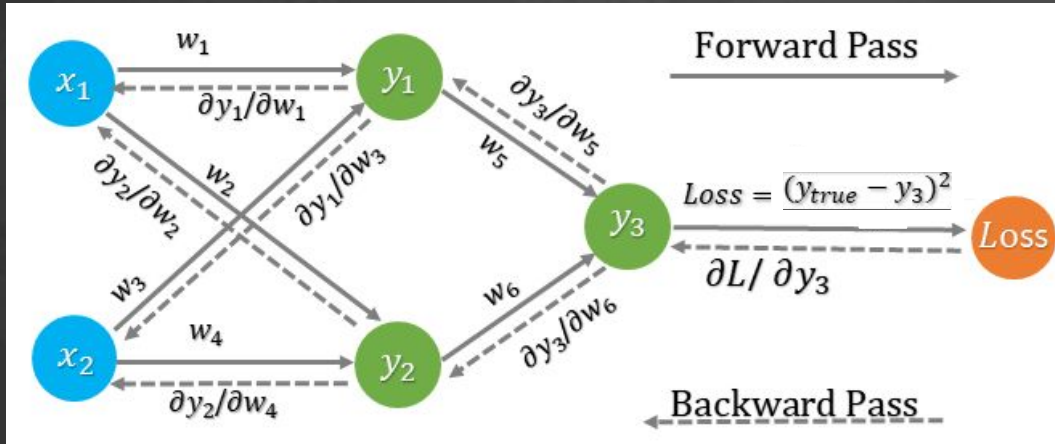 w₁
Forward Pass
x₁
y₁
∂y₁/∂w₁
∂y₃/∂w₅
w₅
w₂
∂y₁/∂w₃
∂y₂/∂w₂
Loss = (y_true − y₃)²
y₃
Loss
∂L/ ∂y₃
w₃
w₆
w₄
∂y₃/∂w₆
x₂
y₂
∂y₂/∂w₄
Backward Pass